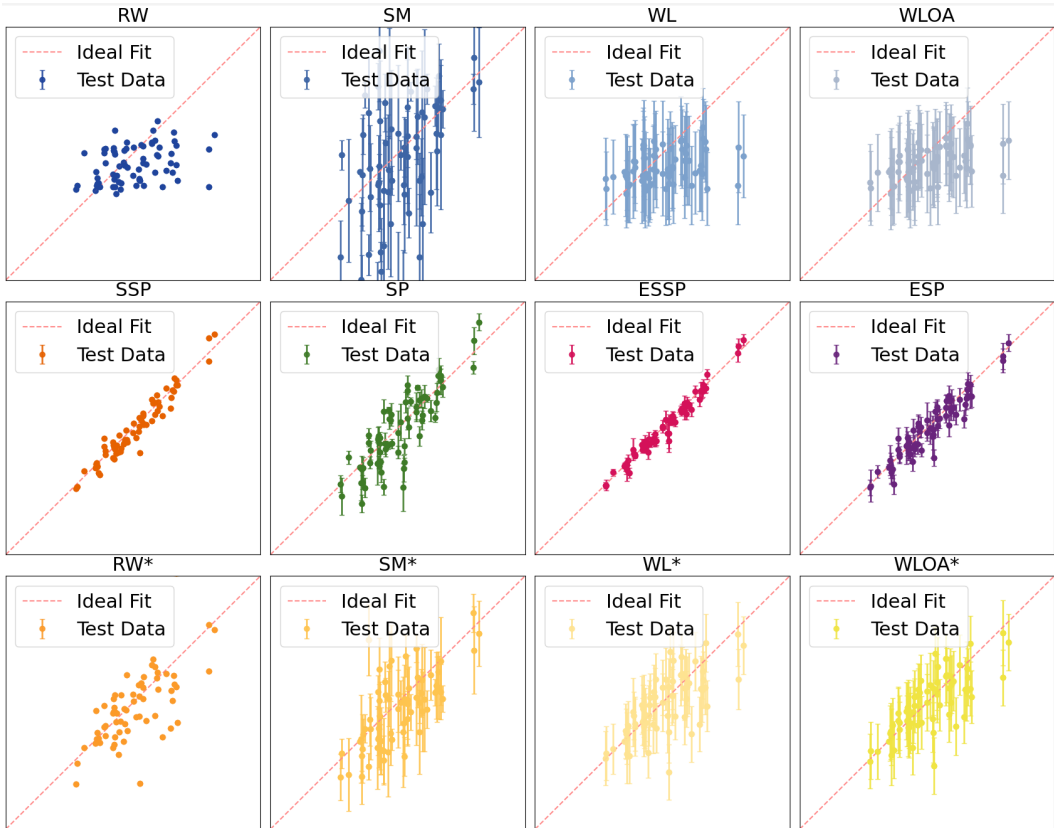 RW
Ideal Fit
Test Data
SM
Ideal Fit
Test Data
WL
Ideal Fit
Test Data
WLOA
Ideal Fit
Test Data
SSP
Ideal Fit
Test Data
SP
Ideal Fit
Test Data
ESSP
Ideal Fit
Test Data
ESP
Ideal Fit
Test Data
RW*
Ideal Fit
Test Data
SM*
Ideal Fit
Test Data
WL*
Ideal Fit
Test Data
WLOA*
Ideal Fit
Test Data